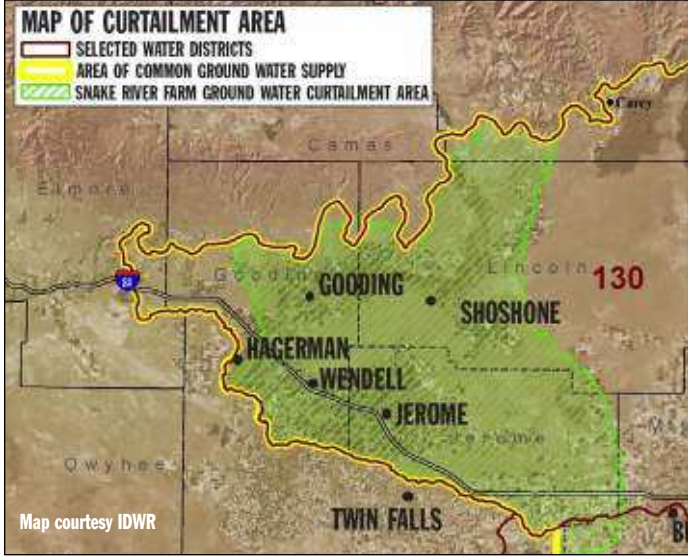 MAP OF CURTAILMENT AREA
SELECTED WATER DISTRICTS
AREA OF COMMON GROUND WATER SUPPLY
SNAKE RIVER FARM GROUND WATER CURTAILMENT AREA
Carey
Camas
Elmore
84
Gooding
Lincoln
130
GOODING
SHOSHONE
HAGERMAN
WENDELL
JEROME
Jerome
Owyhee
TWIN FALLS
Map courtesy IDWR